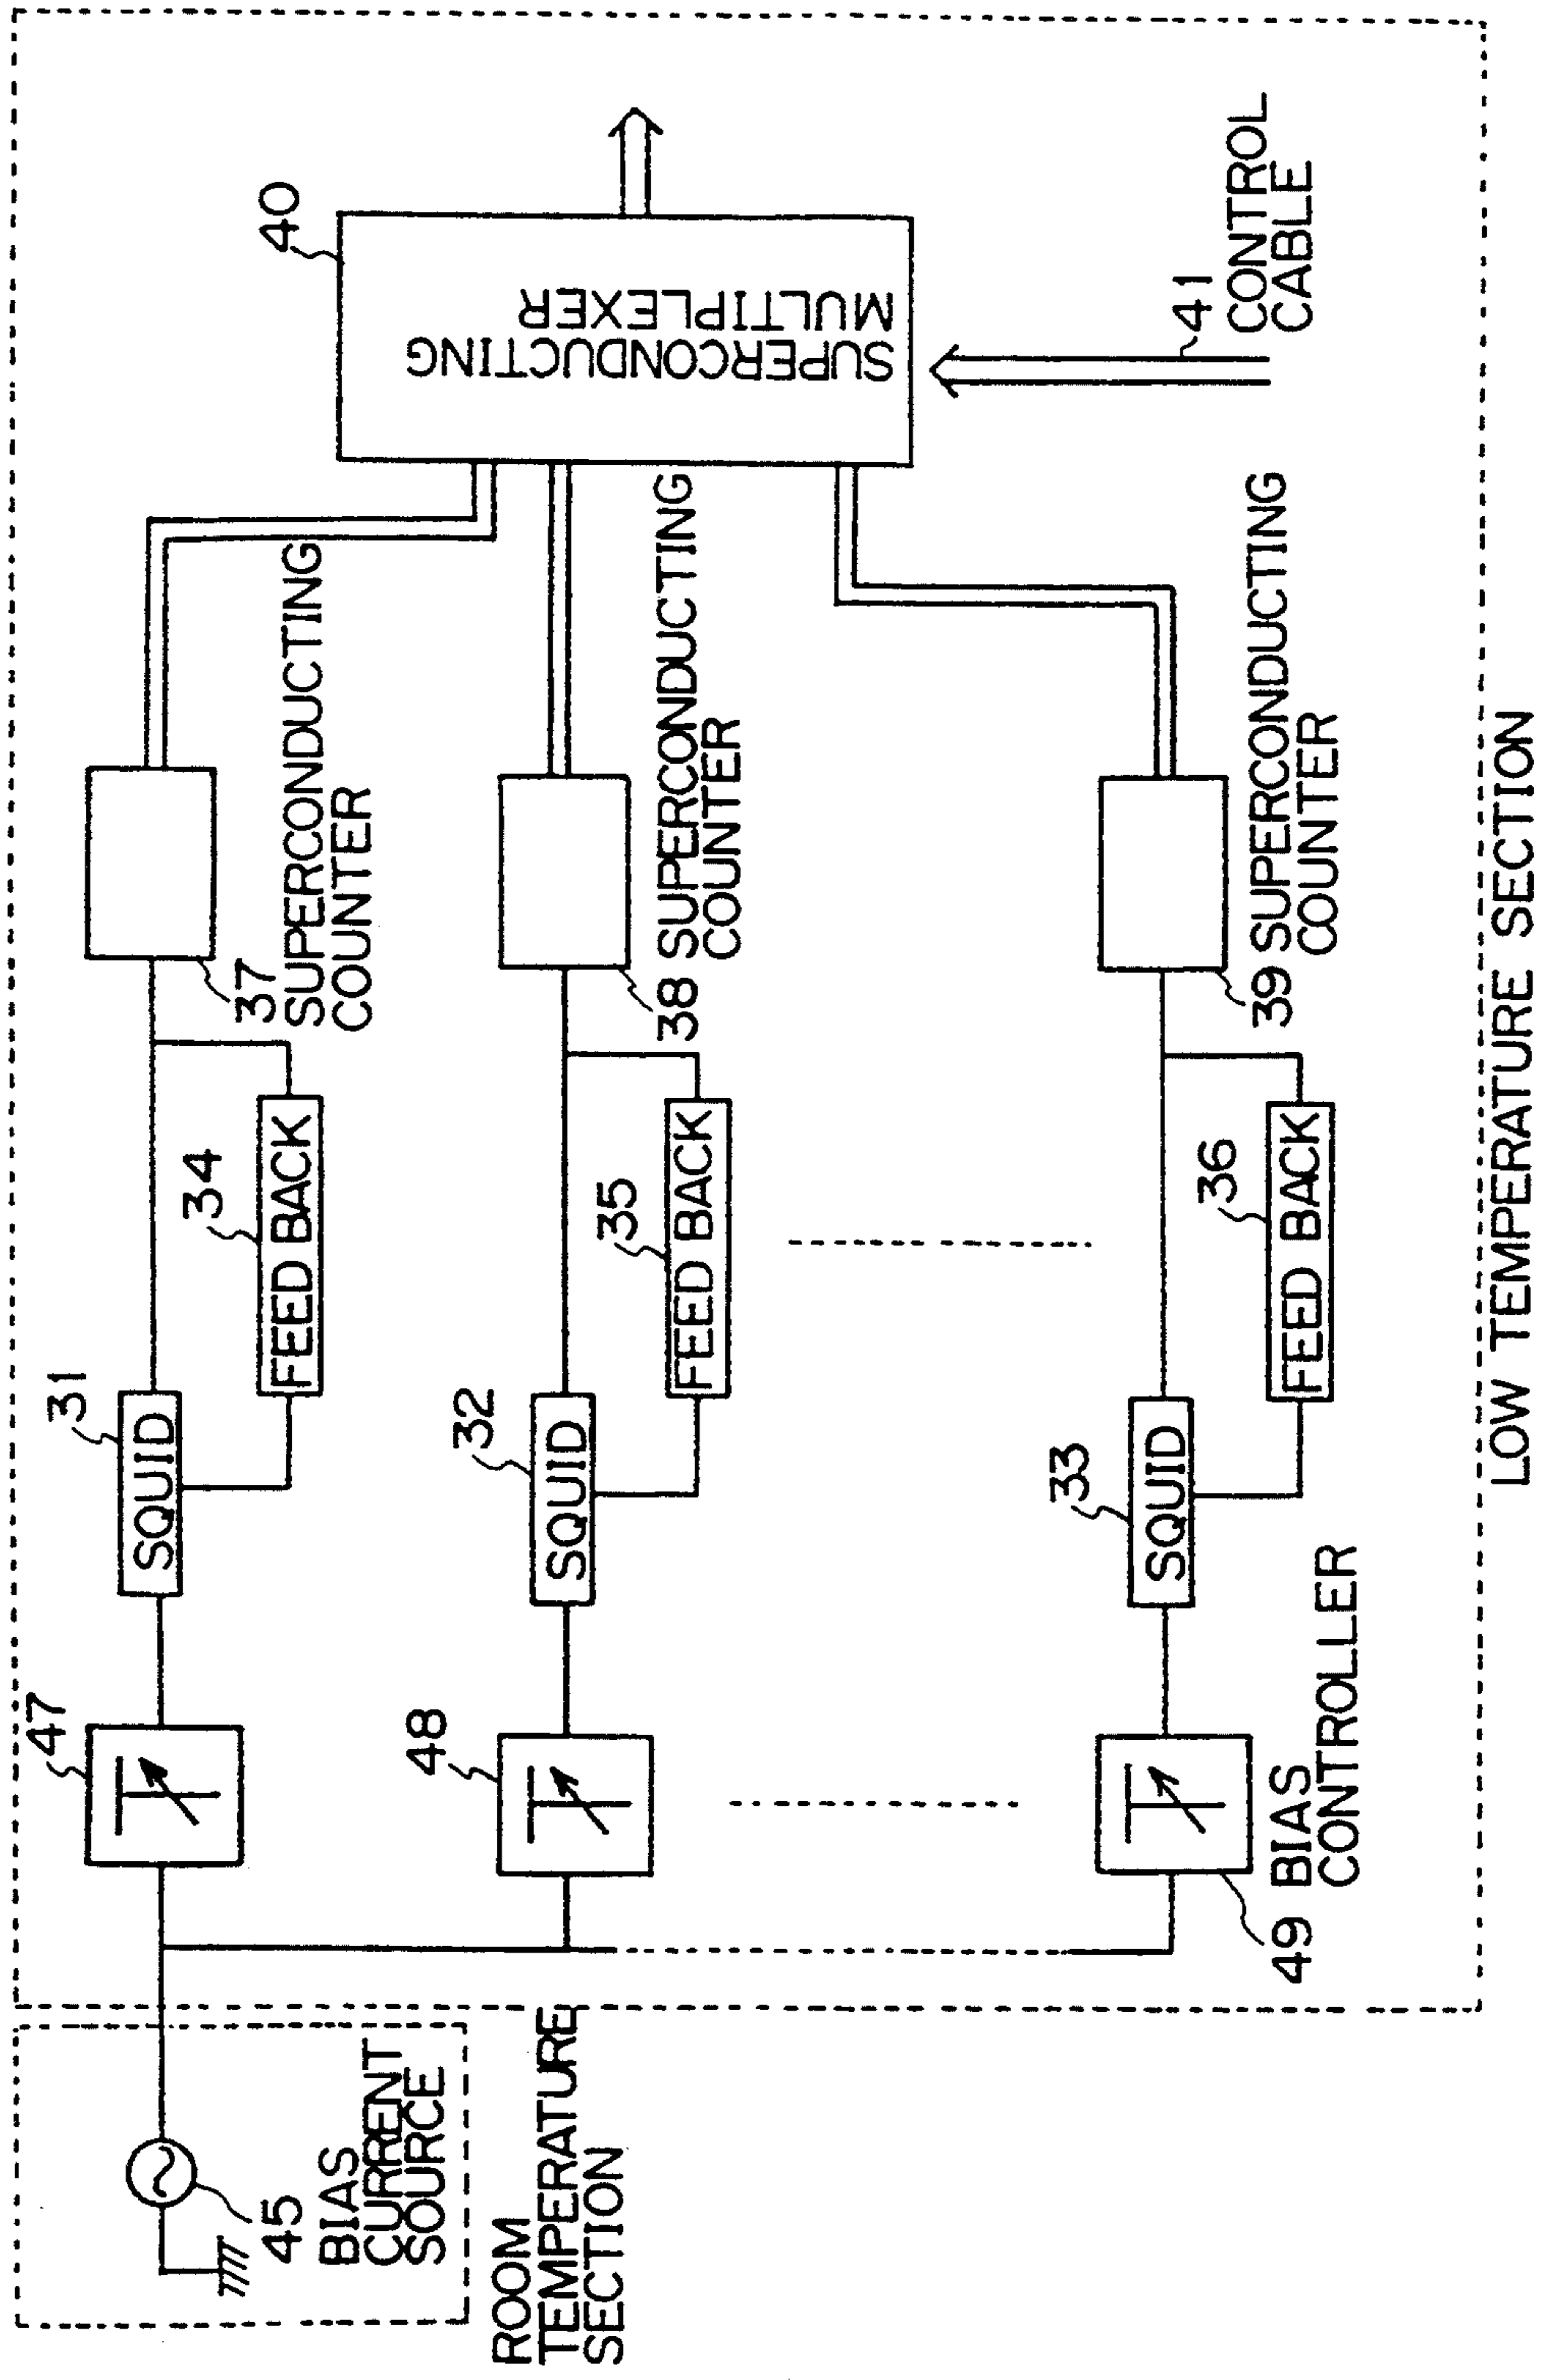 45
BIAS
CURRENT
SOURCE
ROOM
TEMPERATURE
SECTION
47
SQUID
31
FEED BACK
34
37
SUPERCONDUCTING
COUNTER
48
SQUID
32
FEED BACK
35
38 SUPERCONDUCTING
COUNTER
49 BIAS
CONTROLLER
SQUID
33
FEED BACK
36
39 SUPERCONDUCTING
COUNTER
40
SUPERCONDUCTING
MULTIPLEXER
41
CONTROL
CABLE
LOW TEMPERATURE SECTION